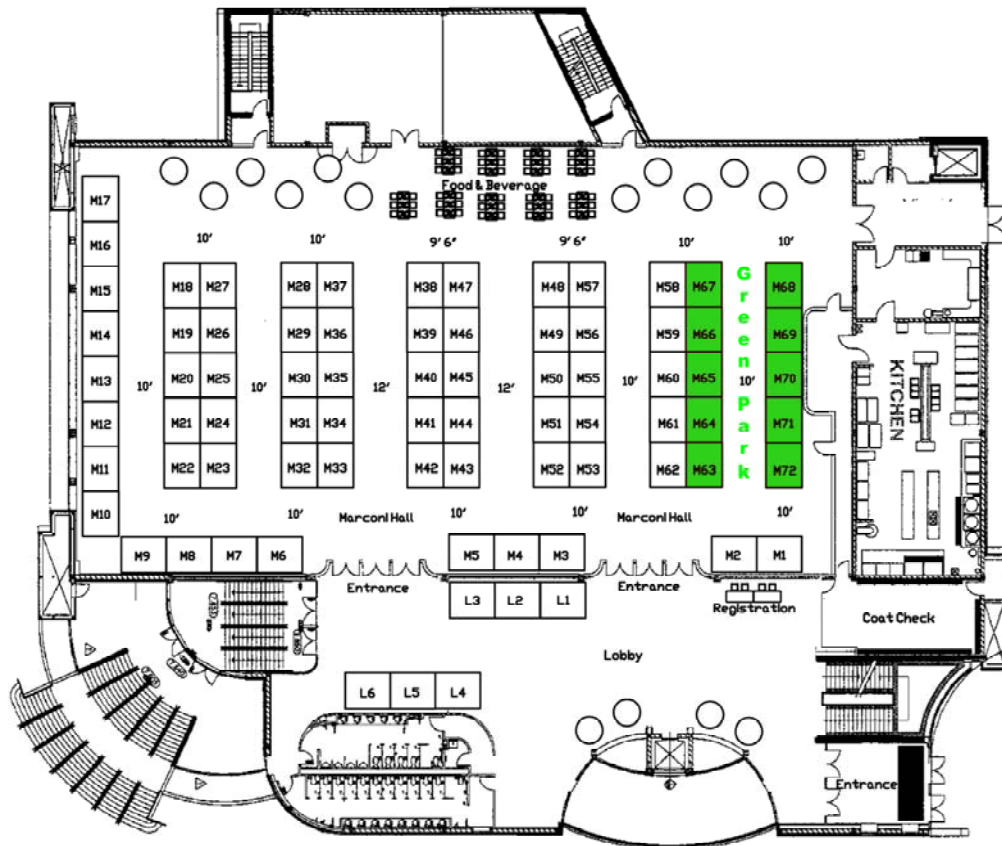 Food & Beverage
M17
10' 10' 9' 6" 9' 6" 10' 10'
M16
M18 M27 M28 M37 M38 M47 M48 M57 M58 M67 M68
M15
M19 M26 M29 M36 M39 M46 M49 M56 M59 M66 M69
M14
M20 M25 M30 M35 M40 M45 M50 M55 M60 M65 M70
M13
10' 10' 12' 12' 10' 10'
Green Park
M21 M24 M31 M34 M41 M44 M51 M54 M61 M64 M71
M12
M22 M23 M32 M33 M42 M43 M52 M53 M62 M63 M72
M11
M10
10' 10' Marconi Hall 10' 10' Marconi Hall 10'
M9 M8 M7 M6 M5 M4 M3 M2 M1
Entrance Entrance
L3 L2 L1
Registration
KITCHEN
Coat Check
Lobby
L6 L5 L4
Entrance